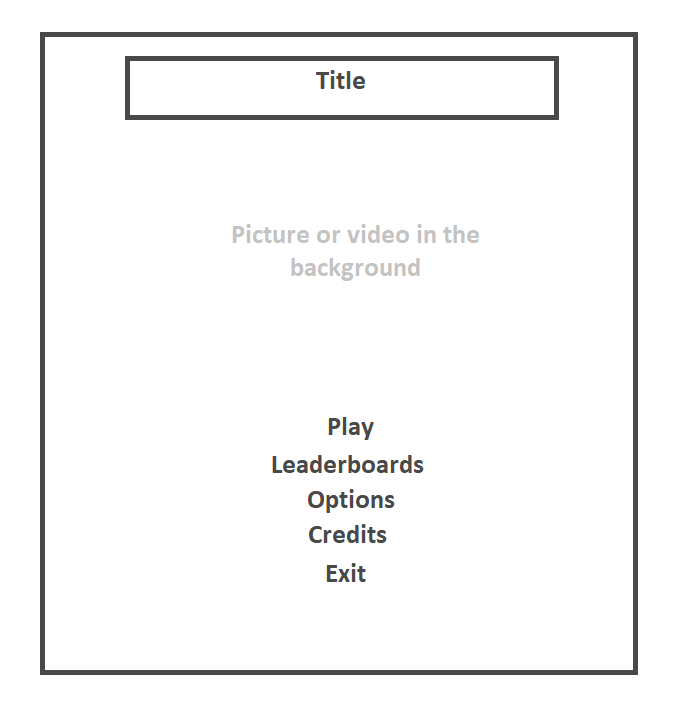 Title
Picture or video in the
background
Play
Leaderboards
Options
Credits
Exit